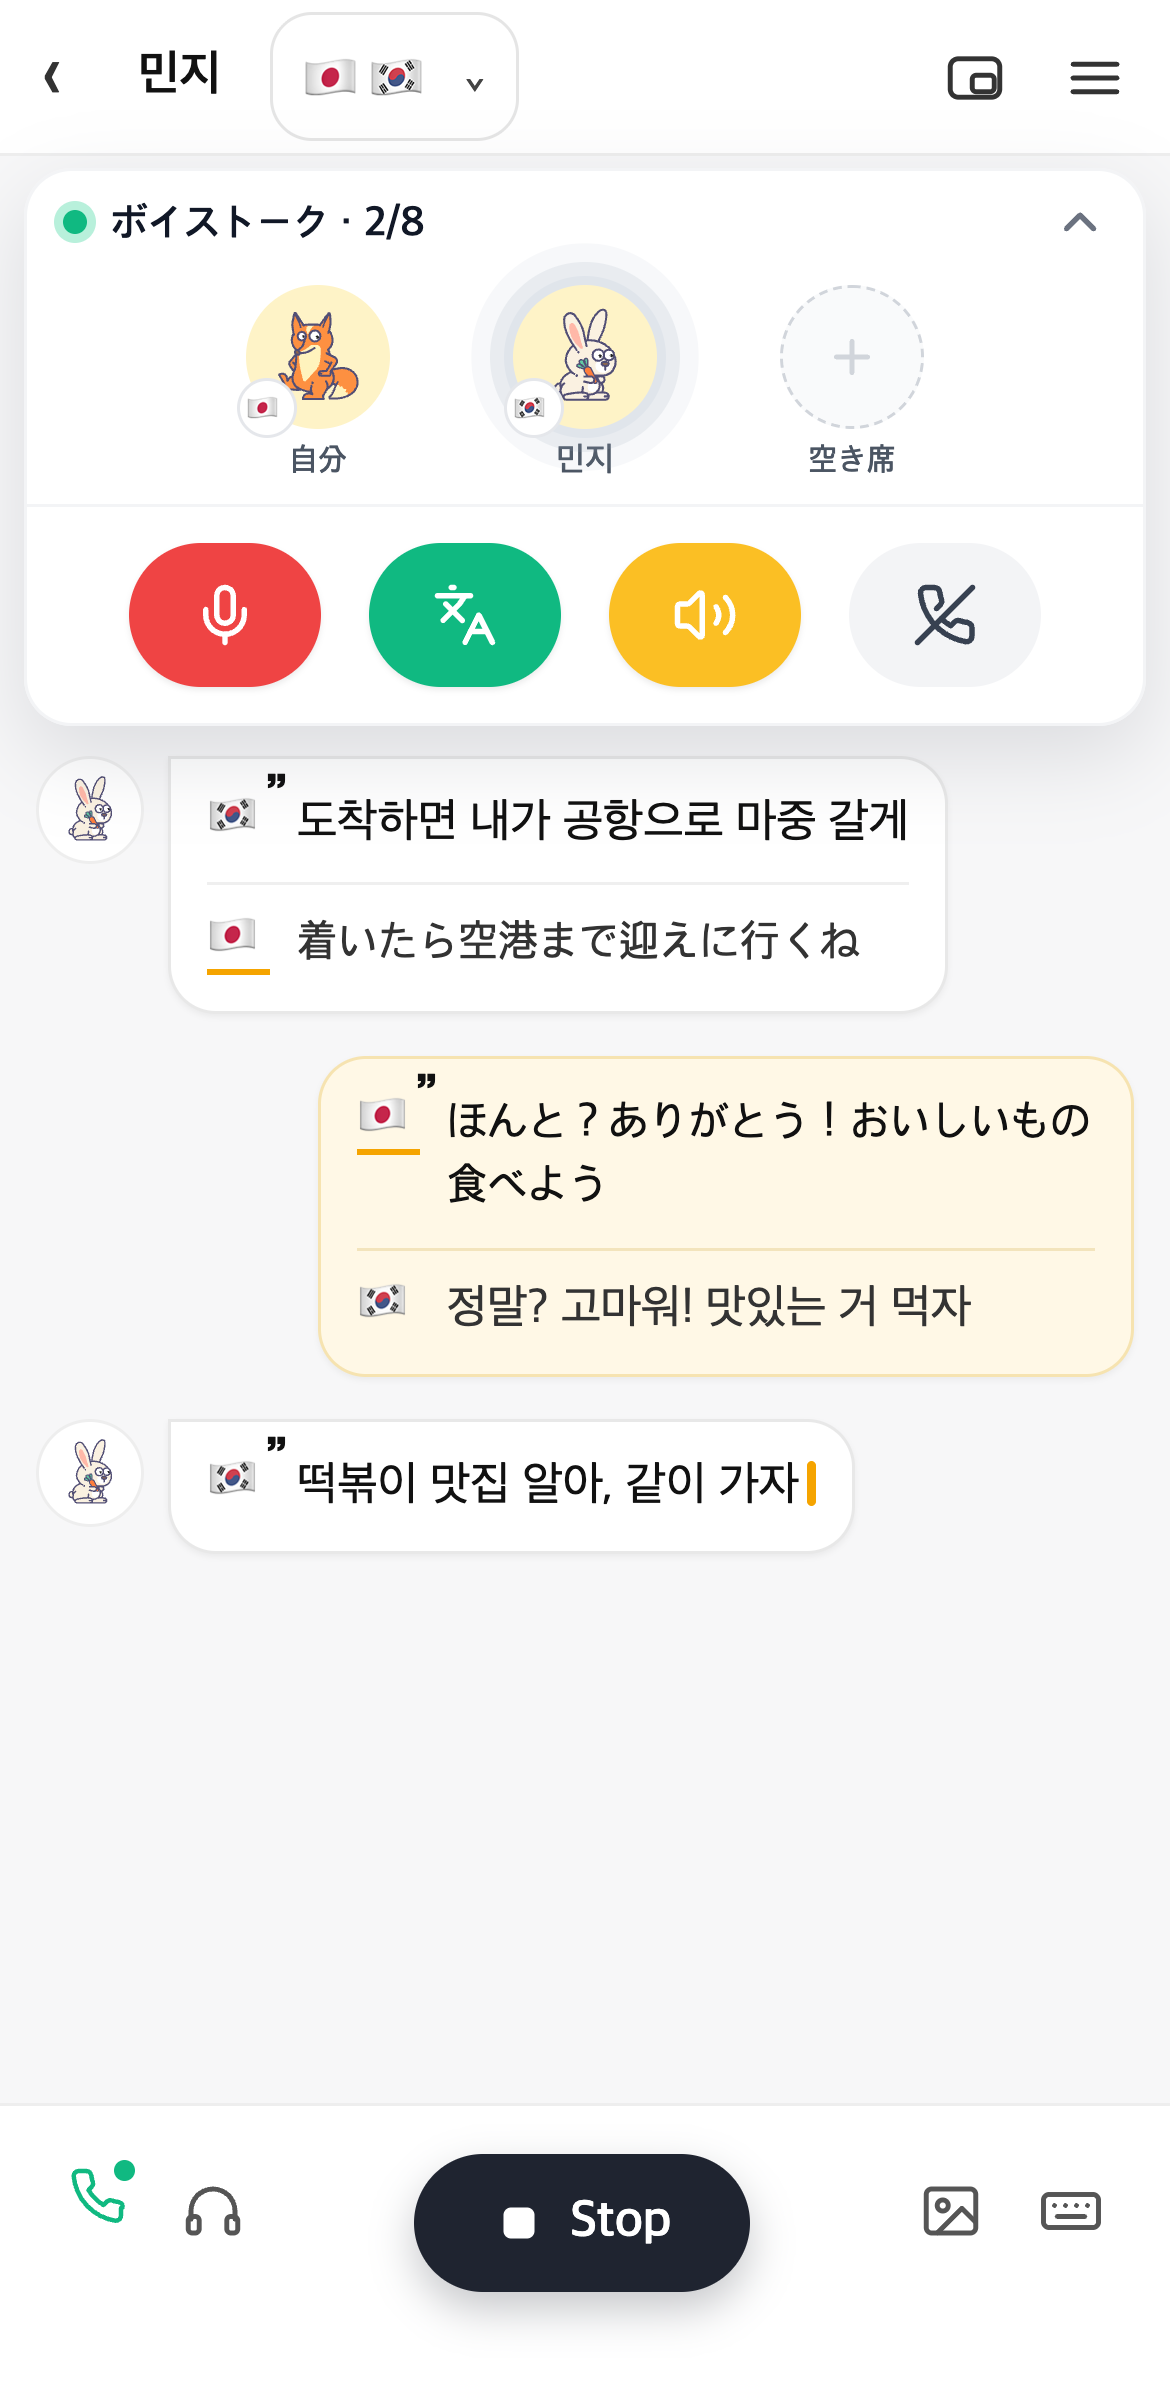 민지
ボイストーク · 2/8
自分
민지
空き席
도착하면 내가 공항으로 마중 갈게
着いたら空港まで迎えに行くね
ほんと？ありがとう！おいしいもの
食べよう
정말? 고마워! 맛있는 거 먹자
떡볶이 맛집 알아, 같이 가자
Stop